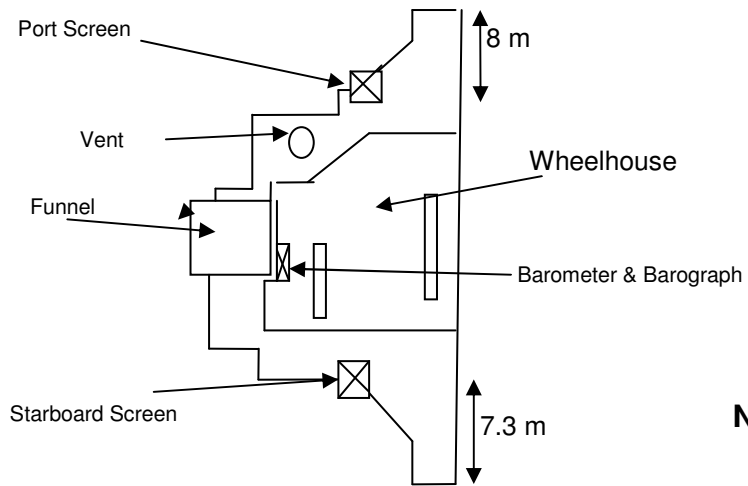 Port Screen
8 m
Vent
Wheelhouse
Funnel
Barometer & Barograph
Starboard Screen
7.3 m
N